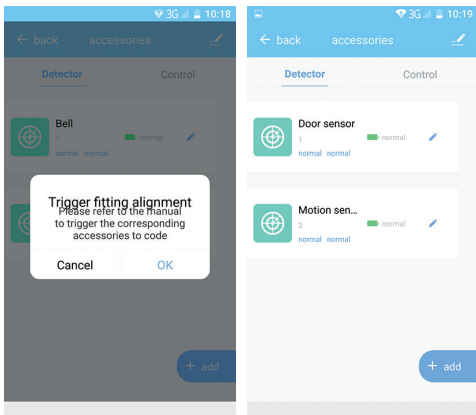 3G 10:18
back accessories
Detector Control
Bell
1 normal
normal normal
Trigger fitting alignment
Please refer to the manual
to trigger the corresponding
accessories to code
Cancel OK
+ add
3G 10:19
back accessories
Detector Control
Door sensor
1 normal
normal normal
Motion sen...
2 normal
normal normal
+ add